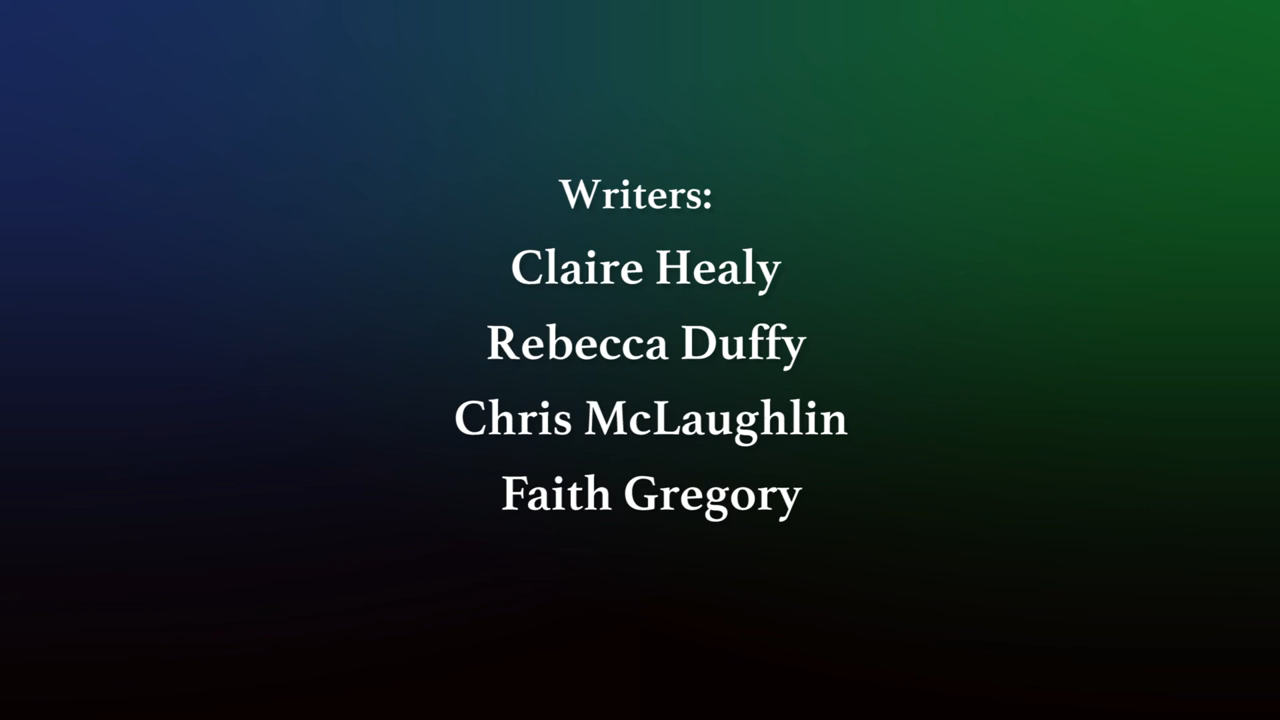 Writers:
Claire Healy
Rebecca Duffy
Chris McLaughlin
Faith Gregory